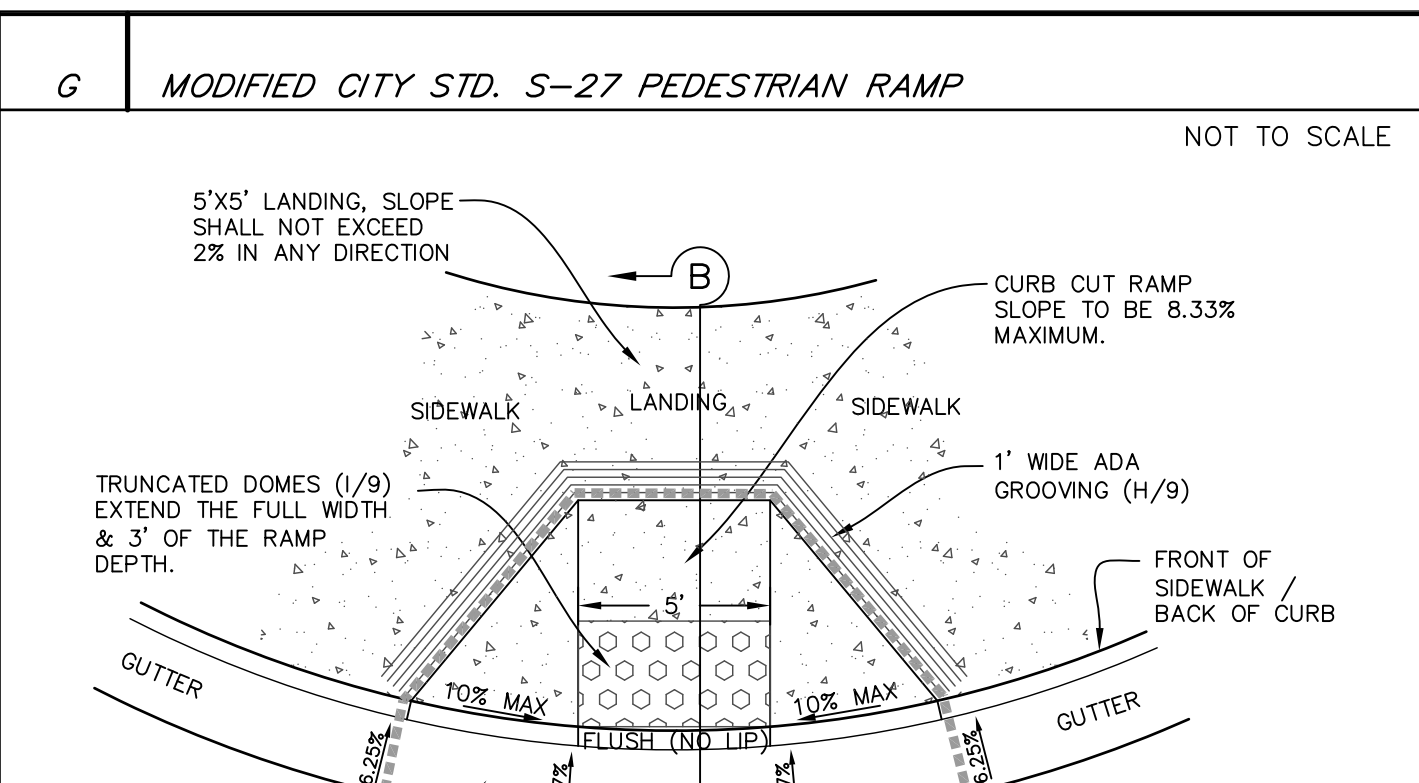 G
MODIFIED CITY STD. S-27 PEDESTRIAN RAMP
NOT TO SCALE
5'X5' LANDING, SLOPE
SHALL NOT EXCEED
2% IN ANY DIRECTION
B
CURB CUT RAMP
SLOPE TO BE 8.33%
MAXIMUM.
SIDEWALK
LANDING
SIDEWALK
1' WIDE ADA
GROOVING (H/9)
TRUNCATED DOMES (I/9)
EXTEND THE FULL WIDTH
& 3' OF THE RAMP
DEPTH.
FRONT OF
SIDEWALK /
BACK OF CURB
5'
GUTTER
10% MAX
10% MAX
GUTTER
FLUSH (NO LIP)
6.25%
6.25%